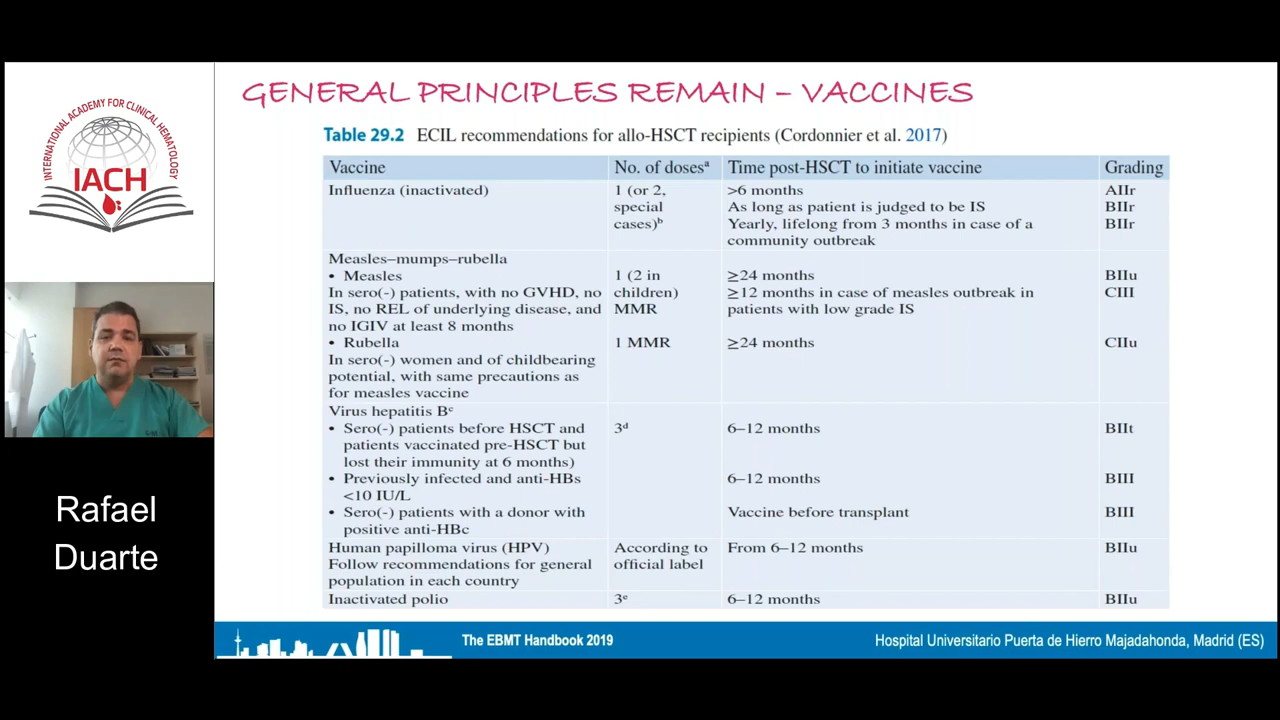 GENERAL PRINCIPLES REMAIN – VACCINES
INTERNATIONAL ACADEMY FOR CLINICAL HEMATOLOGY
IACH
Rafael
Duarte
Table 29.2 ECIL recommendations for allo-HSCT recipients (Cordonnier et al. 2017)
Vaccine No. of dosesᵃ Time post-HSCT to initiate vaccine Grading
Influenza (inactivated) 1 (or 2, >6 months AIIr
special As long as patient is judged to be IS BIIr
cases)ᵇ Yearly, lifelong from 3 months in case of a BIIr
community outbreak
Measles–mumps–rubella
• Measles 1 (2 in ≥24 months BIIu
In sero(-) patients, with no GVHD, no children) ≥12 months in case of measles outbreak in CIII
IS, no REL of underlying disease, and MMR patients with low grade IS
no IGIV at least 8 months
• Rubella 1 MMR ≥24 months CIIu
In sero(-) women and of childbearing
potential, with same precautions as
for measles vaccine
Virus hepatitis Bᶜ
• Sero(-) patients before HSCT and 3ᵈ 6–12 months BIIt
patients vaccinated pre-HSCT but
lost their immunity at 6 months)
• Previously infected and anti-HBs 6–12 months BIII
<10 IU/L
• Sero(-) patients with a donor with Vaccine before transplant BIII
positive anti-HBc
Human papilloma virus (HPV) According to From 6–12 months BIIu
Follow recommendations for general official label
population in each country
Inactivated polio 3ᵉ 6–12 months BIIu
The EBMT Handbook 2019 Hospital Universitario Puerta de Hierro Majadahonda, Madrid (ES)